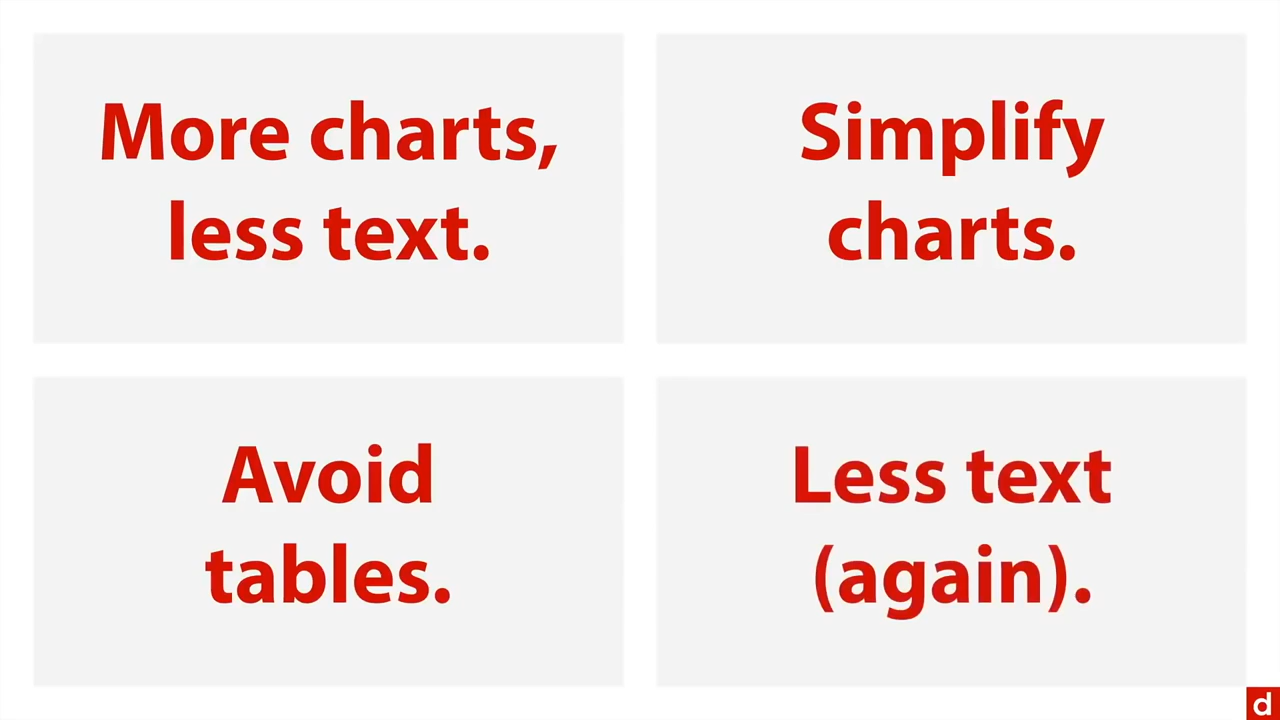 More charts,
less text.
Simplify
charts.
Avoid
tables.
Less text
(again).
d